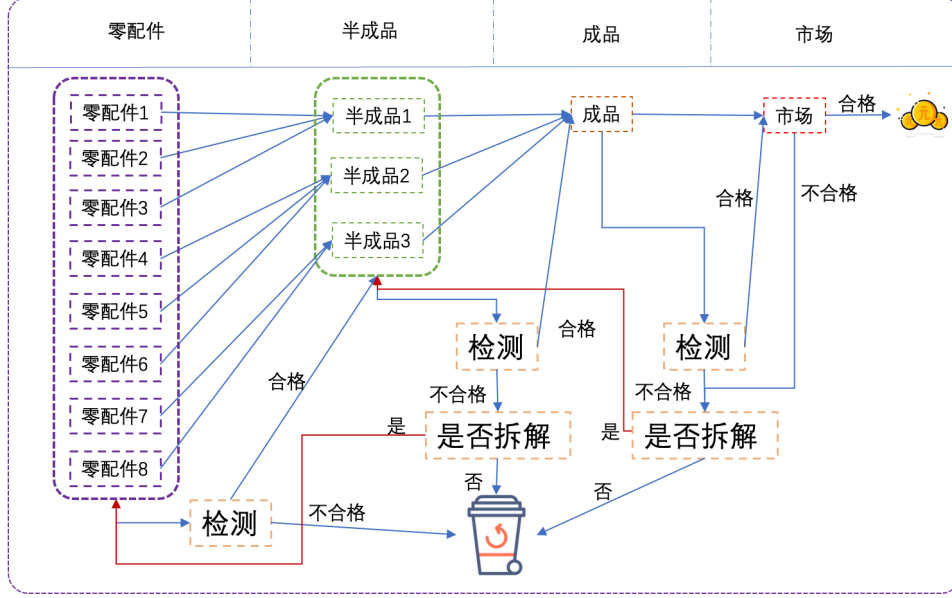 零配件
半成品
成品
市场
零配件1
零配件2
零配件3
零配件4
零配件5
零配件6
零配件7
零配件8
半成品1
半成品2
半成品3
成品
市场
合格
元
不合格
合格
合格
检测
检测
合格
不合格
不合格
是
是否拆解
是
是否拆解
否
否
检测
不合格